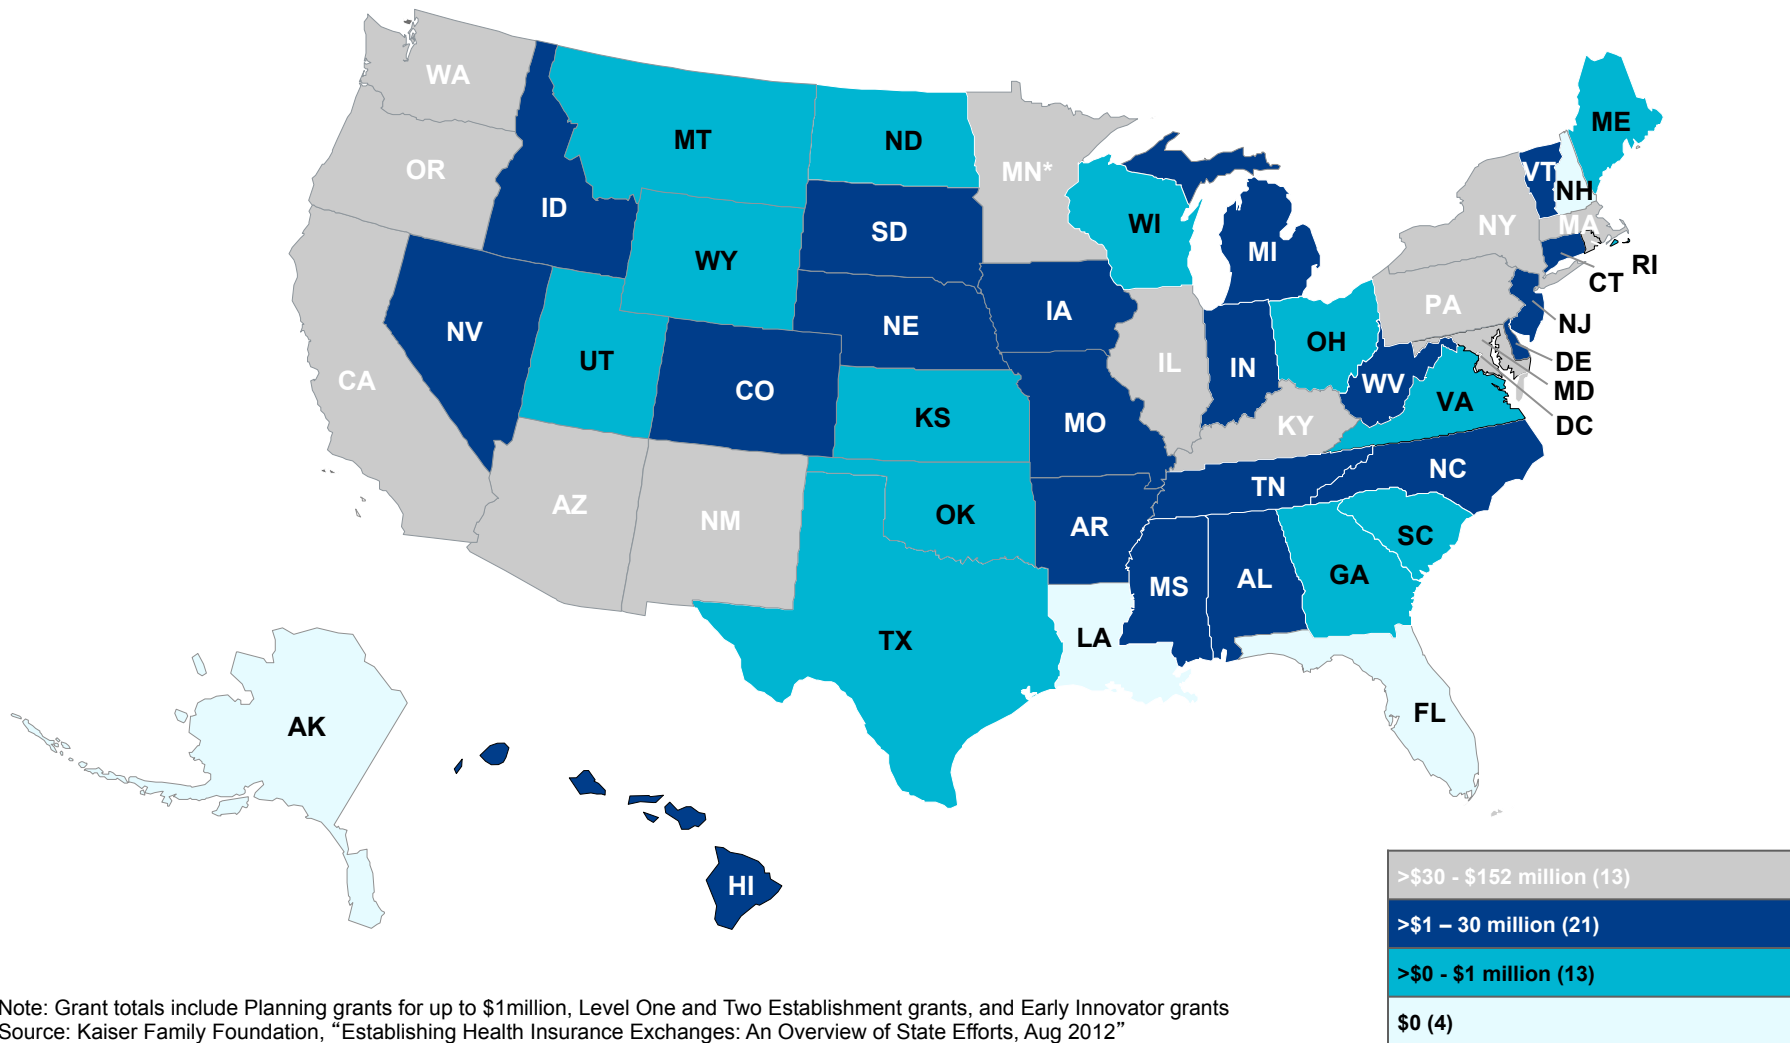 WA
MT
ND
MN*
ME
OR
ID
SD
WI
MI
VT
NH
NY
MA
RI
CT
WY
NV
UT
CO
NE
IA
IL
IN
OH
PA
NJ
DE
MD
DC
CA
KS
MO
KY
WV
VA
AZ
NM
OK
AR
TN
NC
SC
TX
LA
MS
AL
GA
FL
AK
HI
>$30 - $152 million (13)
>$1 – 30 million (21)
>$0 - $1 million (13)
$0 (4)
Note: Grant totals include Planning grants for up to $1million, Level One and Two Establishment grants, and Early Innovator grants
Source: Kaiser Family Foundation, “Establishing Health Insurance Exchanges: An Overview of State Efforts, Aug 2012”